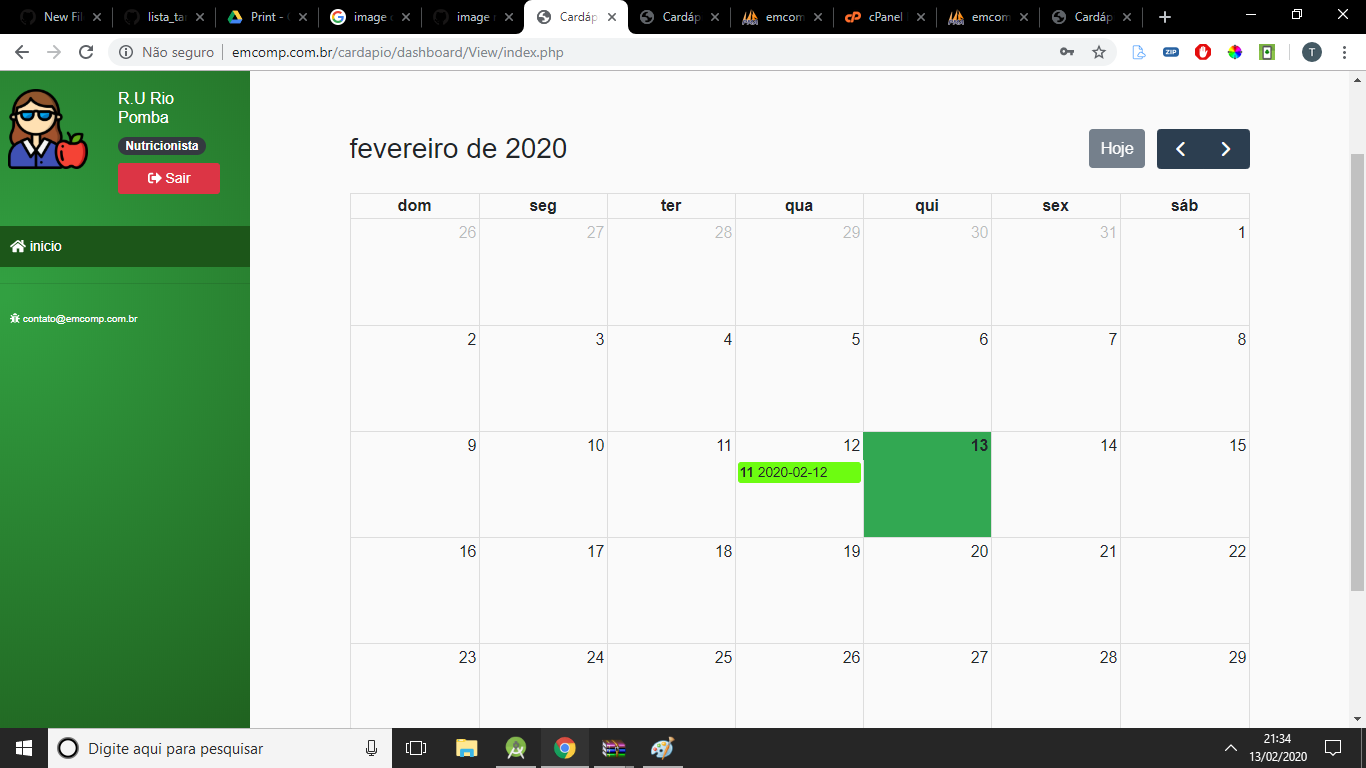 New Fil
lista_ta
Print -
image
image
Cardáp
Cardáp
emcom
cPanel
emcom
Cardáp
Não seguro
emcomp.com.br/cardapio/dashboard/View/index.php
T
R.U Rio
Pomba
Nutricionista
Sair
inicio
contato@emcomp.com.br
fevereiro de 2020
Hoje
dom seg ter qua qui sex sáb
26 27 28 29 30 31 1
2 3 4 5 6 7 8
9 10 11 12 13 14 15
11 2020-02-12
16 17 18 19 20 21 22
23 24 25 26 27 28 29
Digite aqui para pesquisar
21:34
13/02/2020